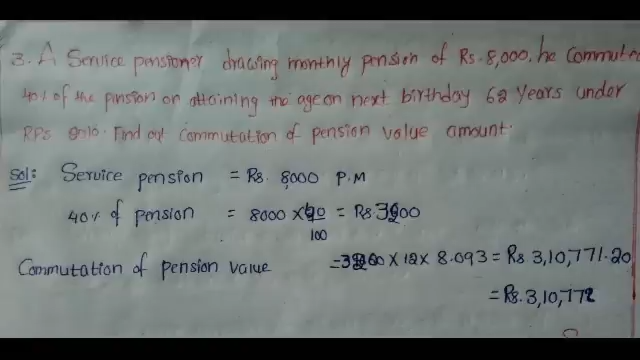 3. A Service pensioner drawing monthly pension of Rs. 8,000. he Commuted
40% of the pension on attaining the age on next birthday 62 Years under
RPS 2010. Find out Commutation of pension value amount.
Sol: Service pension = Rs. 8000 P.M
40% of pension = 8000 × 40/100 = Rs. 3200
Commutation of pension value = 3200 × 12 × 8.093 = Rs 3,10,771.20
= Rs. 3,10,772